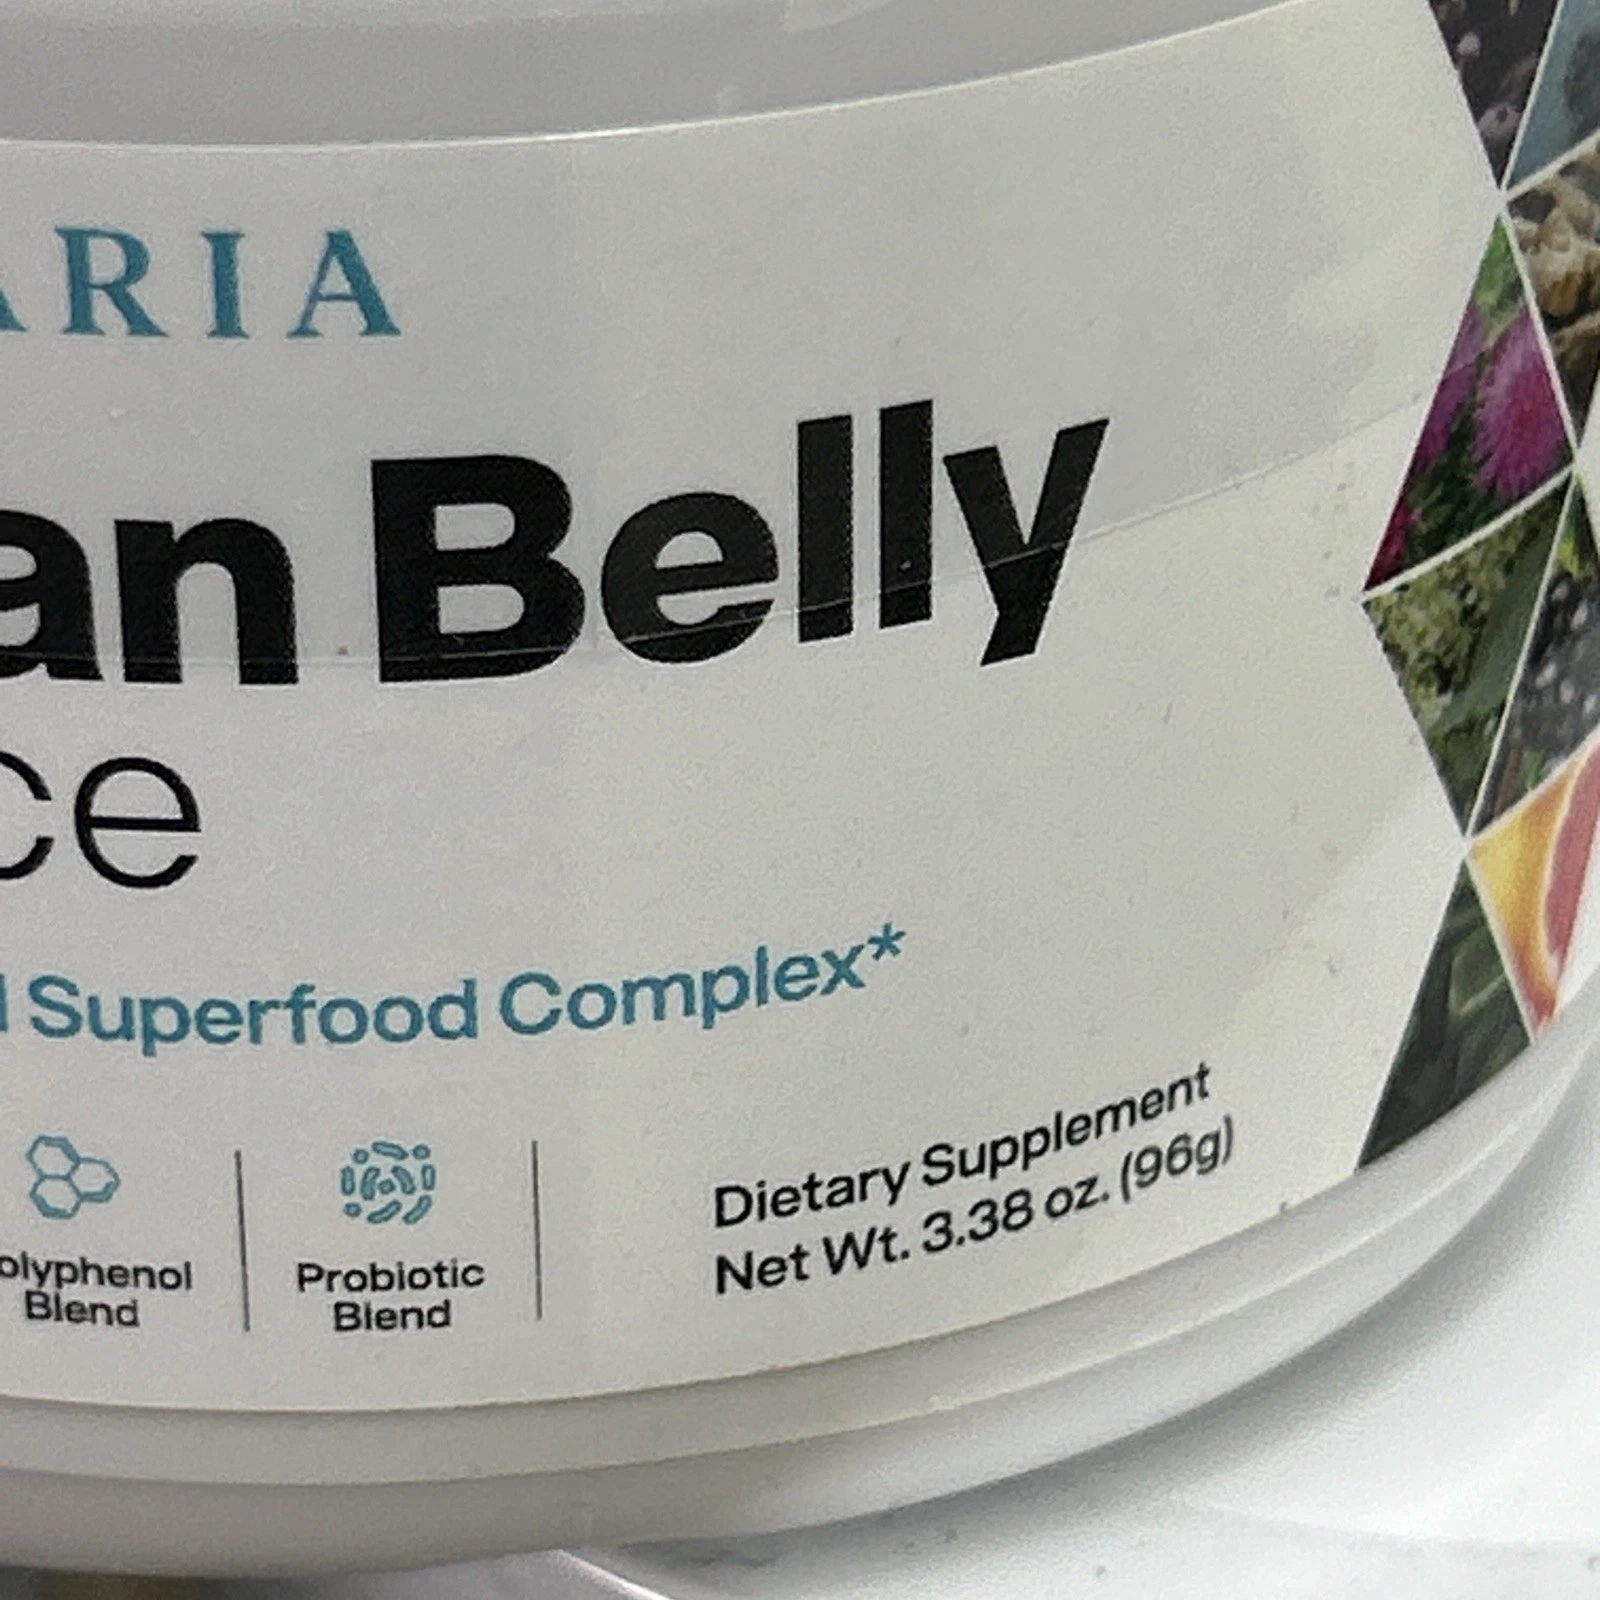 ARIA
an Belly
ce
l Superfood Complex*
olyphenol
Blend
Probiotic
Blend
Dietary Supplement
Net Wt. 3.38 oz. (96g)